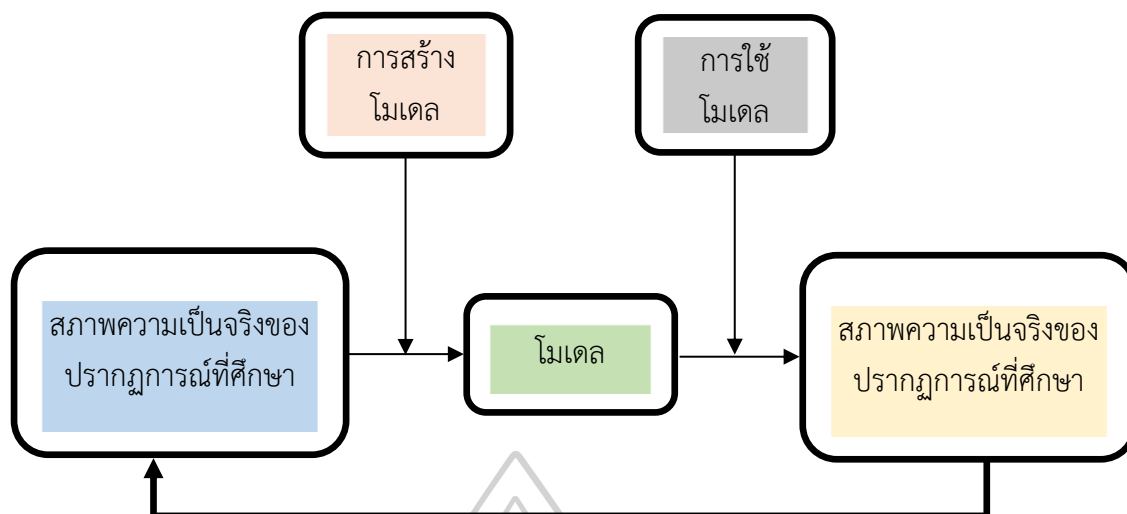 การสร้าง
โมเดล
การใช้
โมเดล
สภาพความเป็นจริงของ
ปรากฏการณ์ที่ศึกษา
โมเดล
สภาพความเป็นจริงของ
ปรากฏการณ์ที่ศึกษา